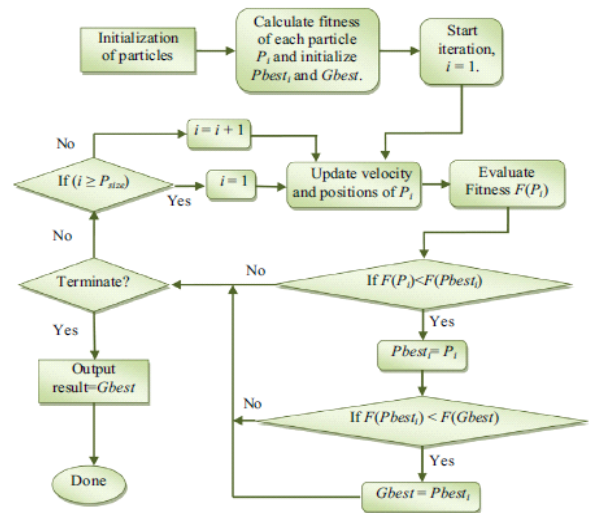 Initialization
of particles
Calculate fitness
of each particle
Pᵢ and initialize
Pbestᵢ and Gbest.
Start
iteration,
i = 1.
No
i = i + 1
If (i ≥ Pₛᵢzₑ)
Yes
i = 1
Update velocity
and positions of Pᵢ
Evaluate
Fitness F(Pᵢ)
No
Terminate?
No
If F(Pᵢ)<F(Pbestᵢ)
Yes
Yes
Output
result=Gbest
Pbestᵢ= Pᵢ
No
If F(Pbestᵢ) < F(Gbest)
Yes
Done
Gbest = Pbestᵢ